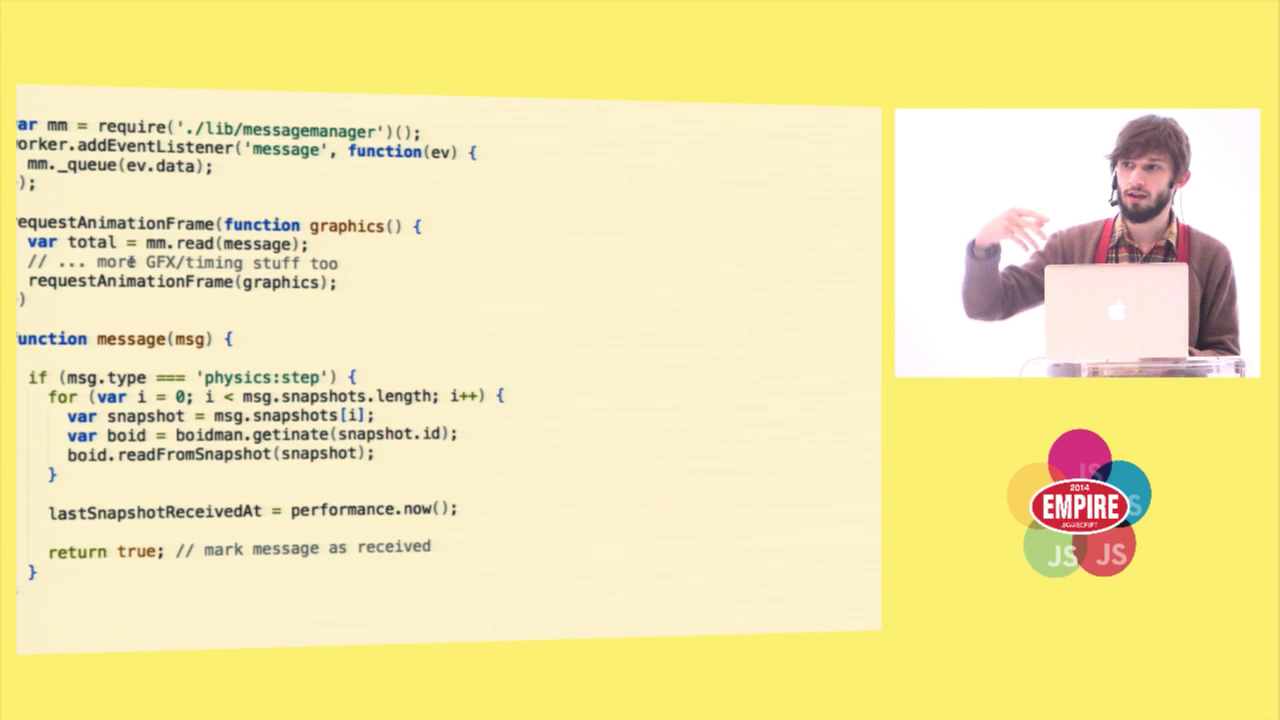 ar mm = require('./lib/messagemanager')();
orker.addEventListener('message', function(ev) {
mm._queue(ev.data);
);
equestAnimationFrame(function graphics() {
var total = mm.read(message);
// ... more GFX/timing stuff too
requestAnimationFrame(graphics);
)
unction message(msg) {
if (msg.type === 'physics:step') {
for (var i = 0; i < msg.snapshots.length; i++) {
var snapshot = msg.snapshots[i];
var boid = boidman.getinate(snapshot.id);
boid.readFromSnapshot(snapshot);
}
lastSnapshotReceivedAt = performance.now();
return true; // mark message as received
}
JS
2014
EMPIRE
JAVASCRIPT
JS
JS
JS